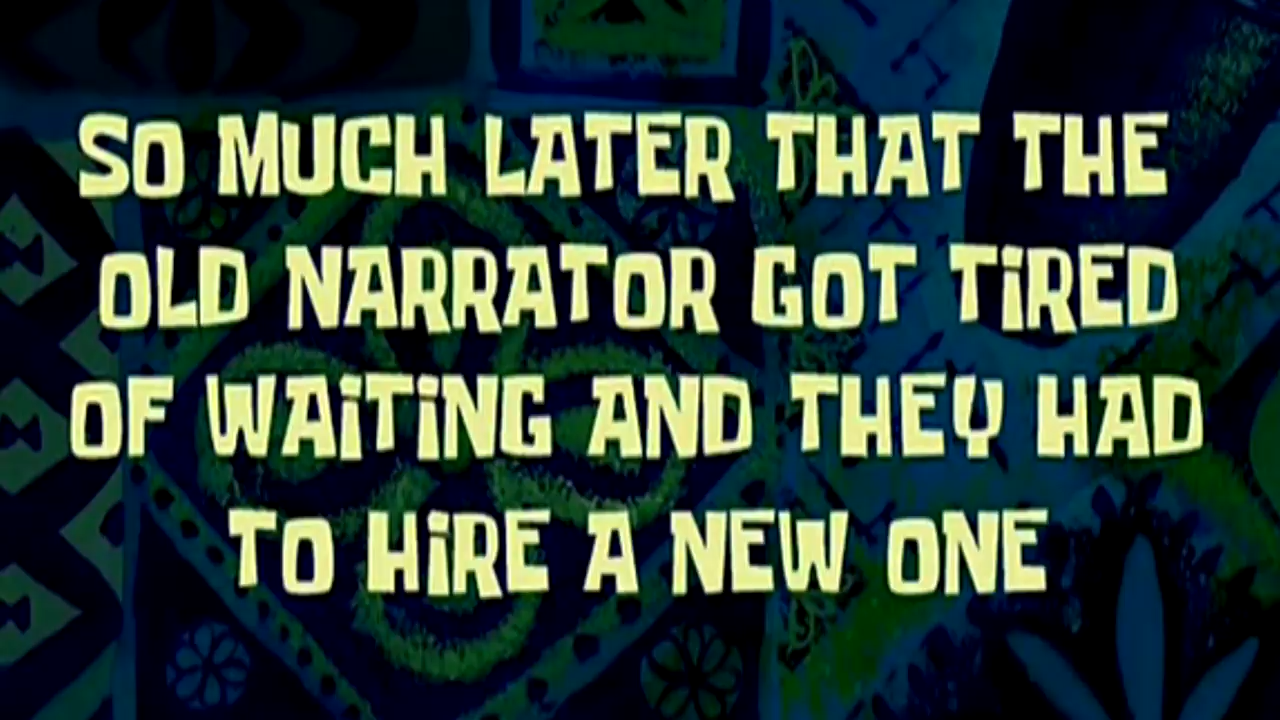 SO MUCH LATER THAT THE
OLD NARRATOR GOT TiRED
OF WAiTiNG AND THEY HAD
TO HiRE A NEW ONE